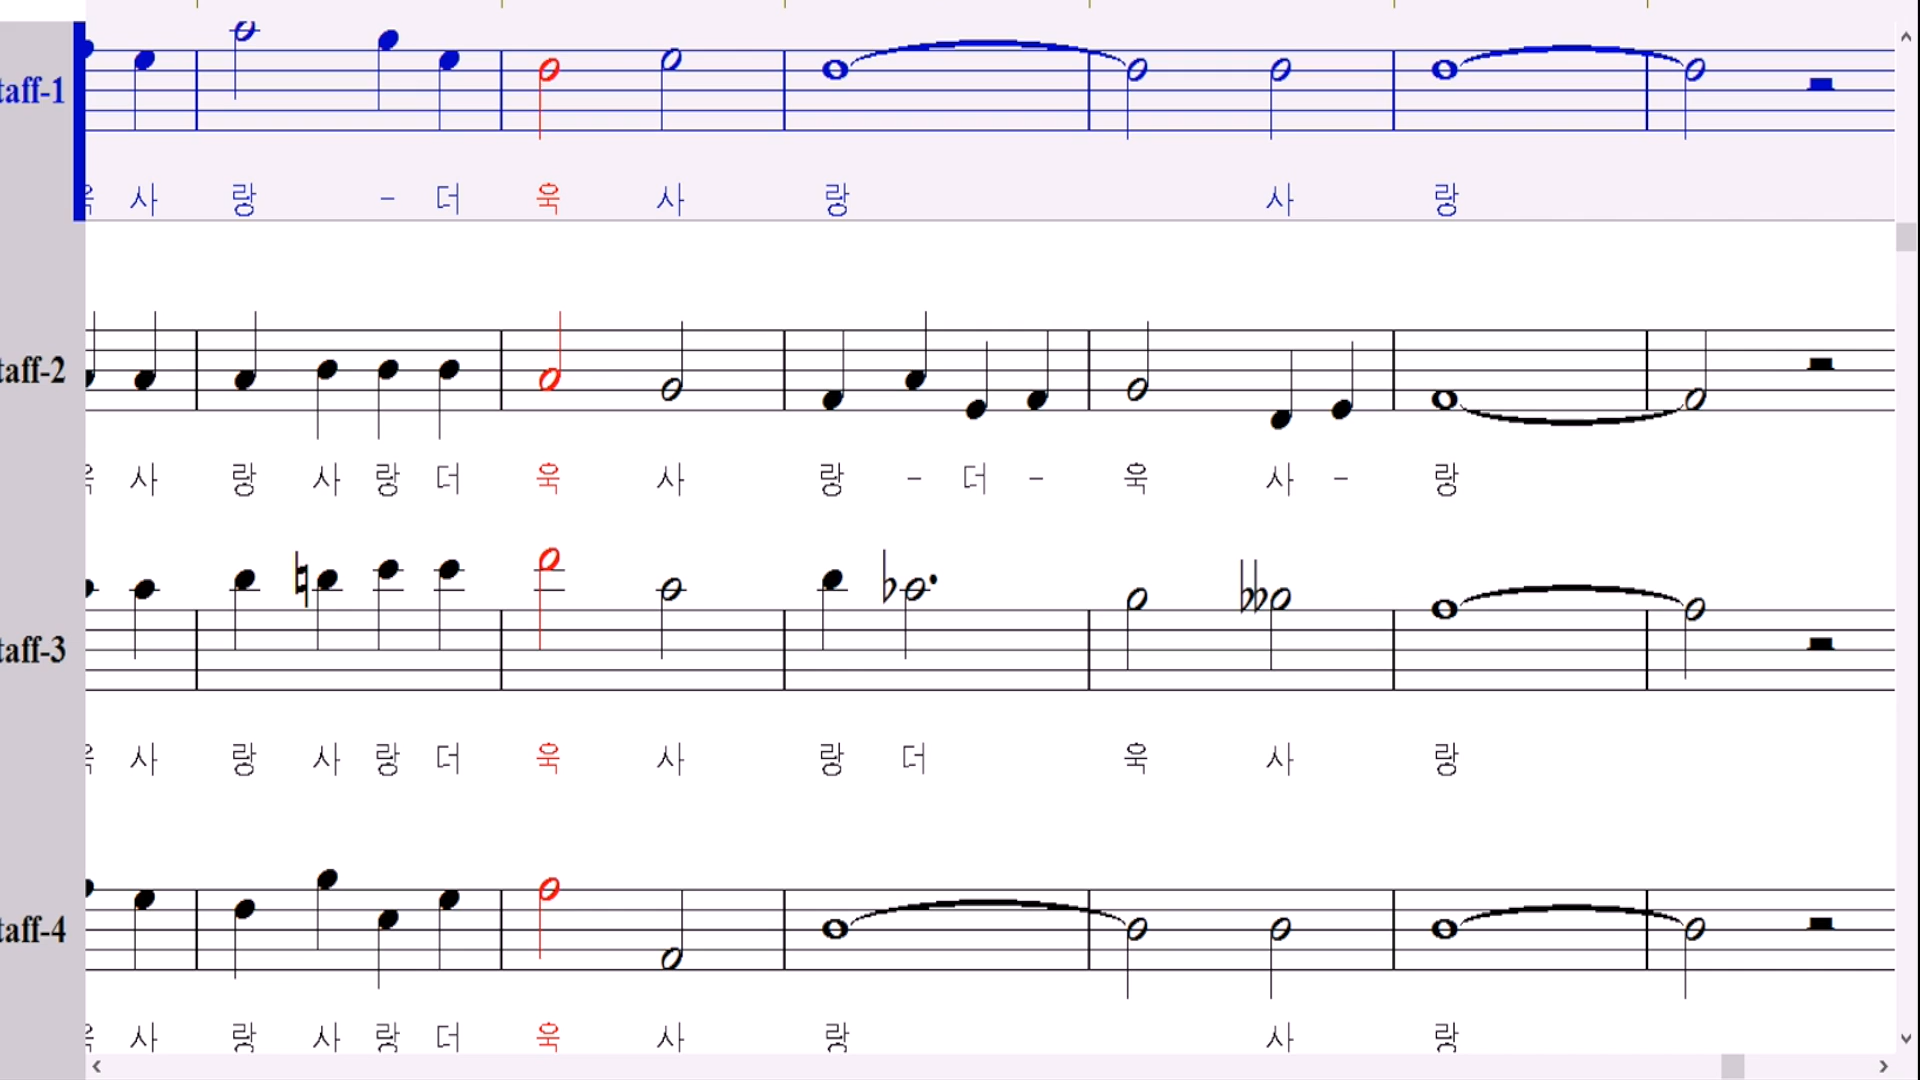 taff-1
사 랑 - 더 욱 사 랑 사 랑
taff-2
사 랑 사 랑 더 욱 사 랑 - 더 - 욱 사 - 랑
taff-3
사 랑 사 랑 더 욱 사 랑 더 욱 사 랑
taff-4
사 랑 사 랑 더 욱 사 랑 사 랑